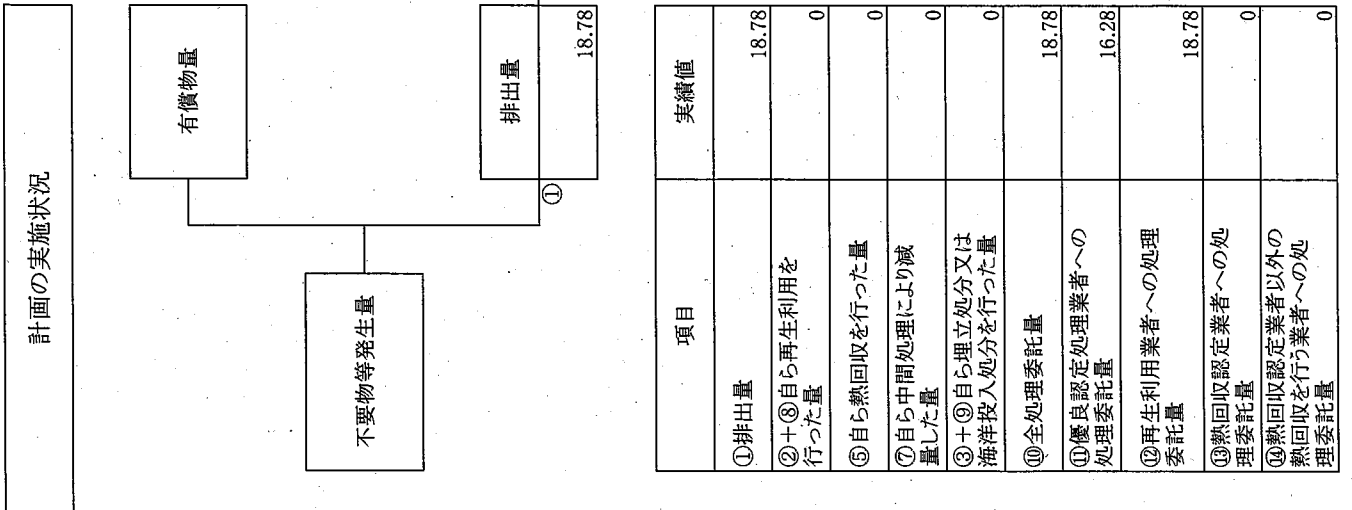 計画の実施状況
有償物量
不要物等発生量
排出量
①
18.78
項目
実績値
①排出量
18.78
②+⑧自ら再生利用を
行った量
0
⑤自ら熱回収を行った量
0
⑦自ら中間処理により減
量した量
0
③+⑨自ら埋立処分又は
海洋投入処分を行った量
0
⑩全処理委託量
18.78
⑪優良認定処理業者への
処理委託量
16.28
⑫再生利用業者への処理
委託量
18.78
⑬熱回収認定業者への処
理委託量
0
⑭熱回収認定業者以外の
熱回収を行う業者への処
理委託量
0